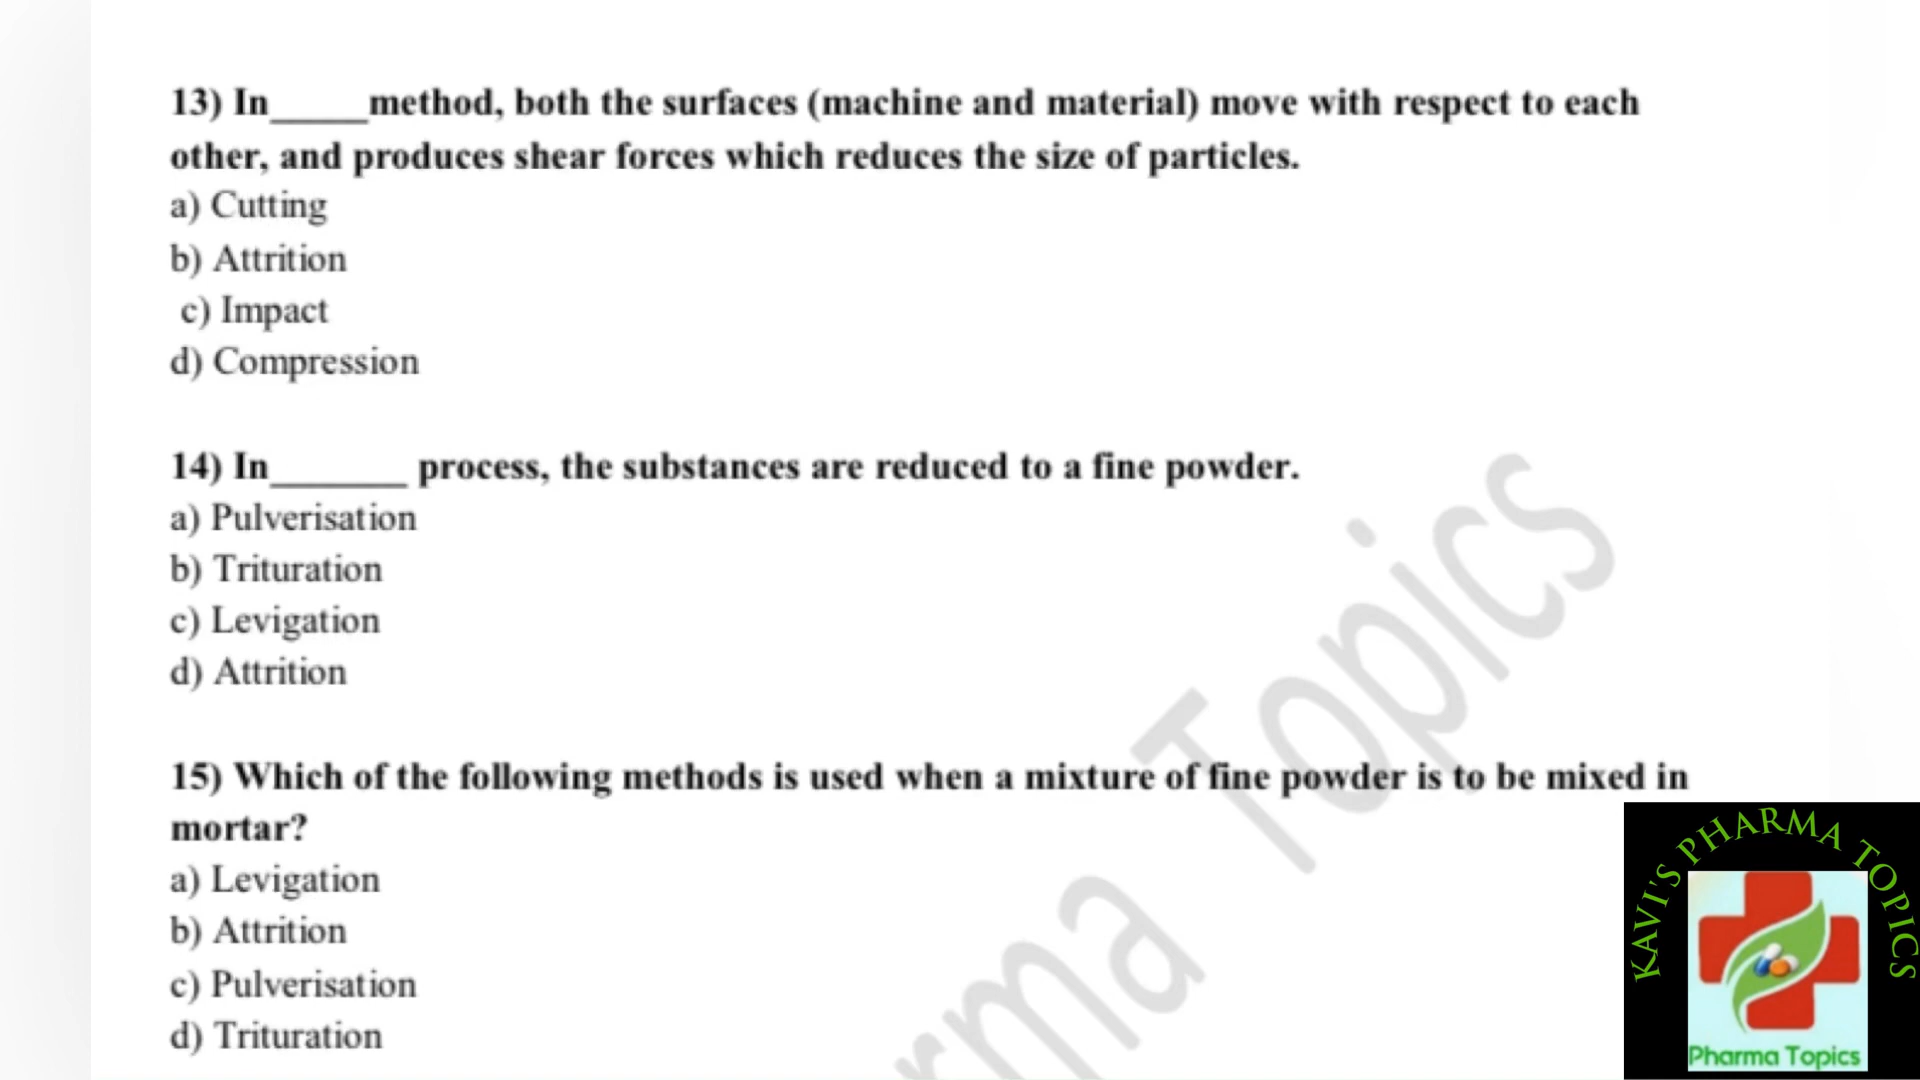 13) In_____method, both the surfaces (machine and material) move with respect to each
other, and produces shear forces which reduces the size of particles.
a) Cutting
b) Attrition
c) Impact
d) Compression
14) In_______ process, the substances are reduced to a fine powder.
a) Pulverisation
b) Trituration
c) Levigation
d) Attrition
15) Which of the following methods is used when a mixture of fine powder is to be mixed in
mortar?
a) Levigation
b) Attrition
c) Pulverisation
d) Trituration
rma Topics
KAVI'S PHARMA TOPICS
Pharma Topics